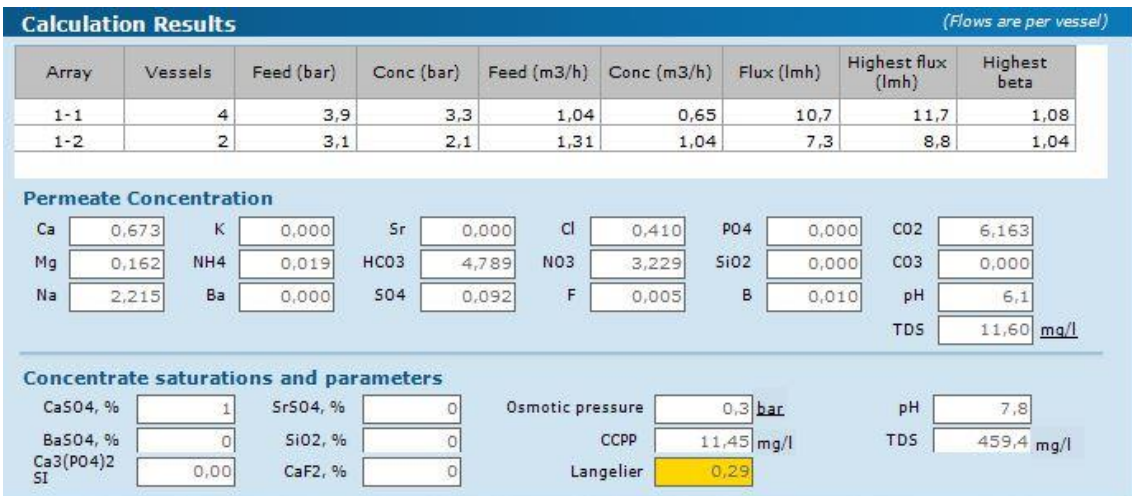 Calculation Results (Flows are per vessel)
Array Vessels Feed (bar) Conc (bar) Feed (m3/h) Conc (m3/h) Flux (lmh) Highest flux (lmh) Highest beta
1-1 4 3,9 3,3 1,04 0,65 10,7 11,7 1,08
1-2 2 3,1 2,1 1,31 1,04 7,3 8,8 1,04
Permeate Concentration
Ca 0,673 K 0,000 Sr 0,000 Cl 0,410 PO4 0,000 CO2 6,163
Mg 0,162 NH4 0,019 HCO3 4,789 NO3 3,229 SiO2 0,000 CO3 0,000
Na 2,215 Ba 0,000 SO4 0,092 F 0,005 B 0,010 pH 6,1
TDS 11,60 mg/l
Concentrate saturations and parameters
CaSO4, % 1 SrSO4, % 0 Osmotic pressure 0,3 bar pH 7,8
BaSO4, % 0 SiO2, % 0 CCPP 11,45 mg/l TDS 459,4 mg/l
Ca3(PO4)2 SI 0,00 CaF2, % 0 Langelier 0,29